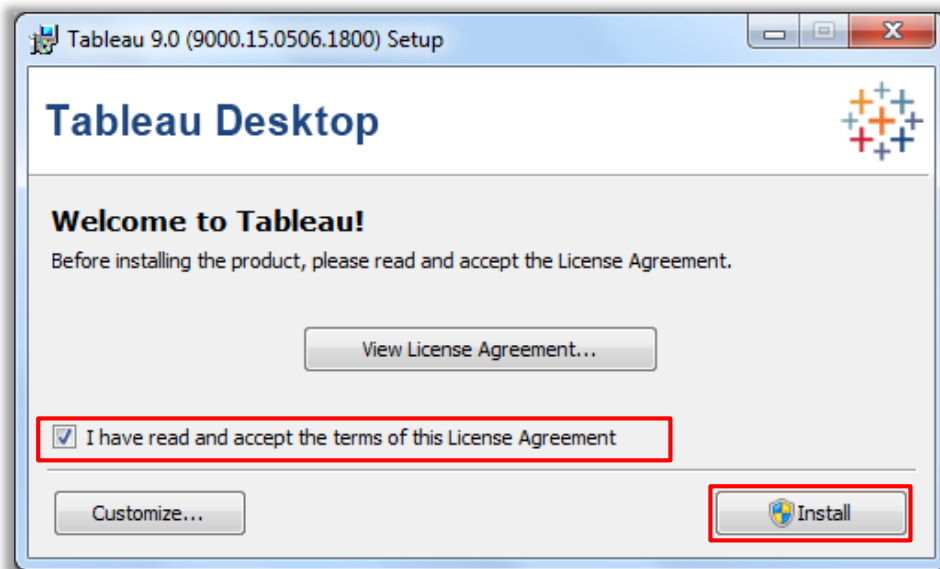 Tableau 9.0 (9000.15.0506.1800) Setup
Tableau Desktop
Welcome to Tableau!
Before installing the product, please read and accept the License Agreement.
View License Agreement...
I have read and accept the terms of this License Agreement
Customize...
Install